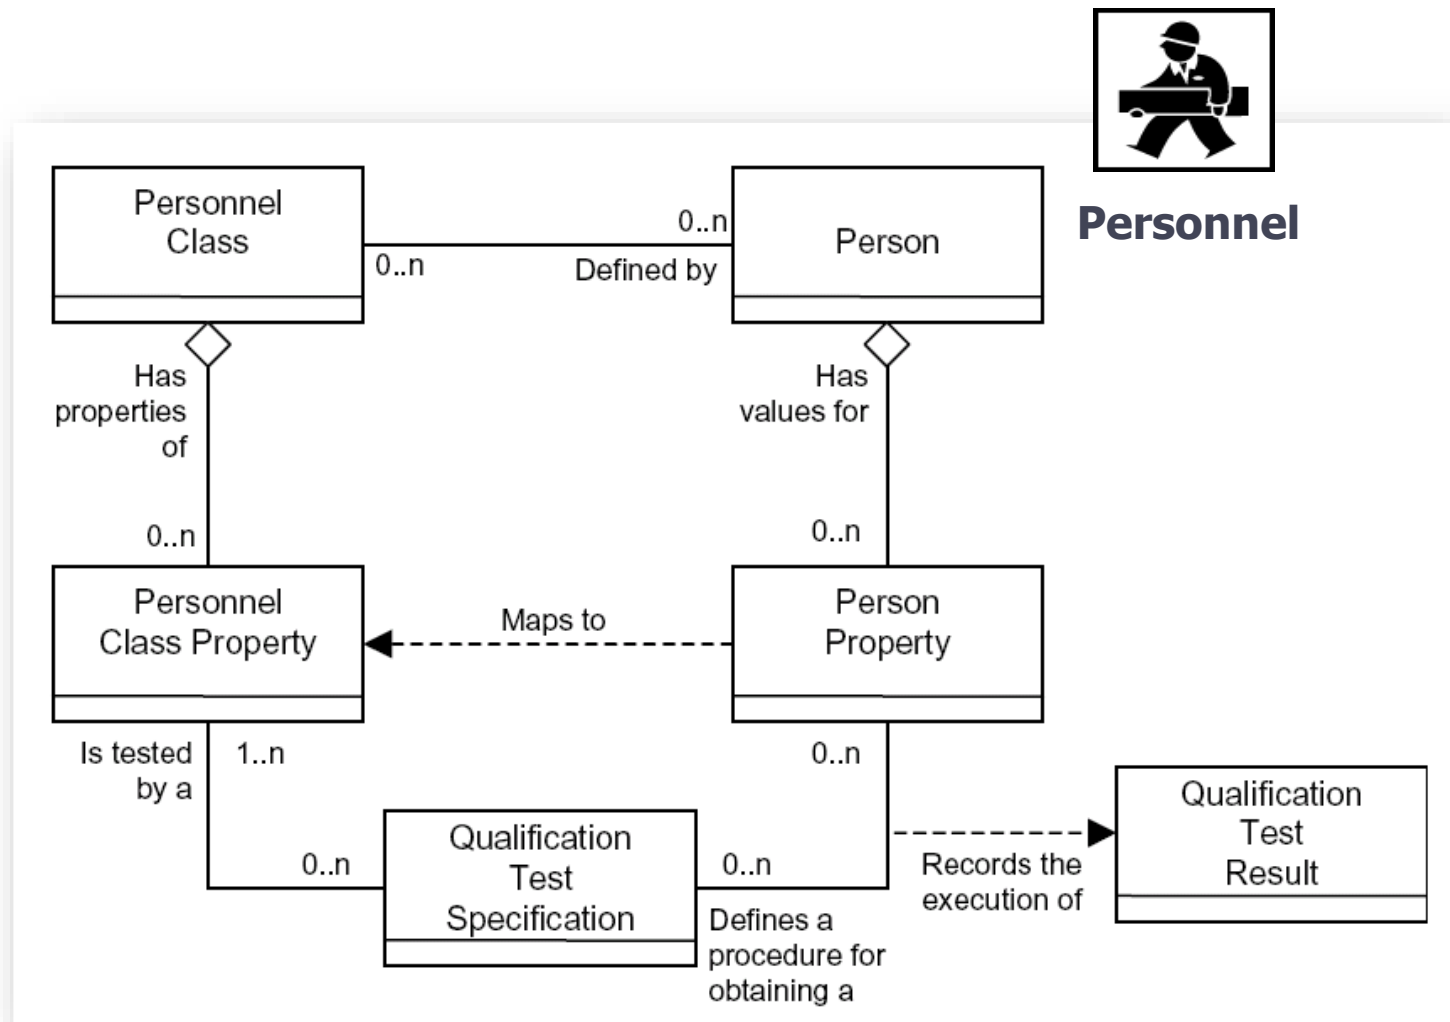 Personnel
Personnel
Class
0..n
0..n
Defined by
Person
Has
properties
of
0..n
Has
values for
0..n
Personnel
Class Property
Maps to
Person
Property
Is tested
by a
1..n
0..n
0..n
Qualification
Test
Specification
0..n
Defines a
procedure for
obtaining a
Records the
execution of
Qualification
Test
Result